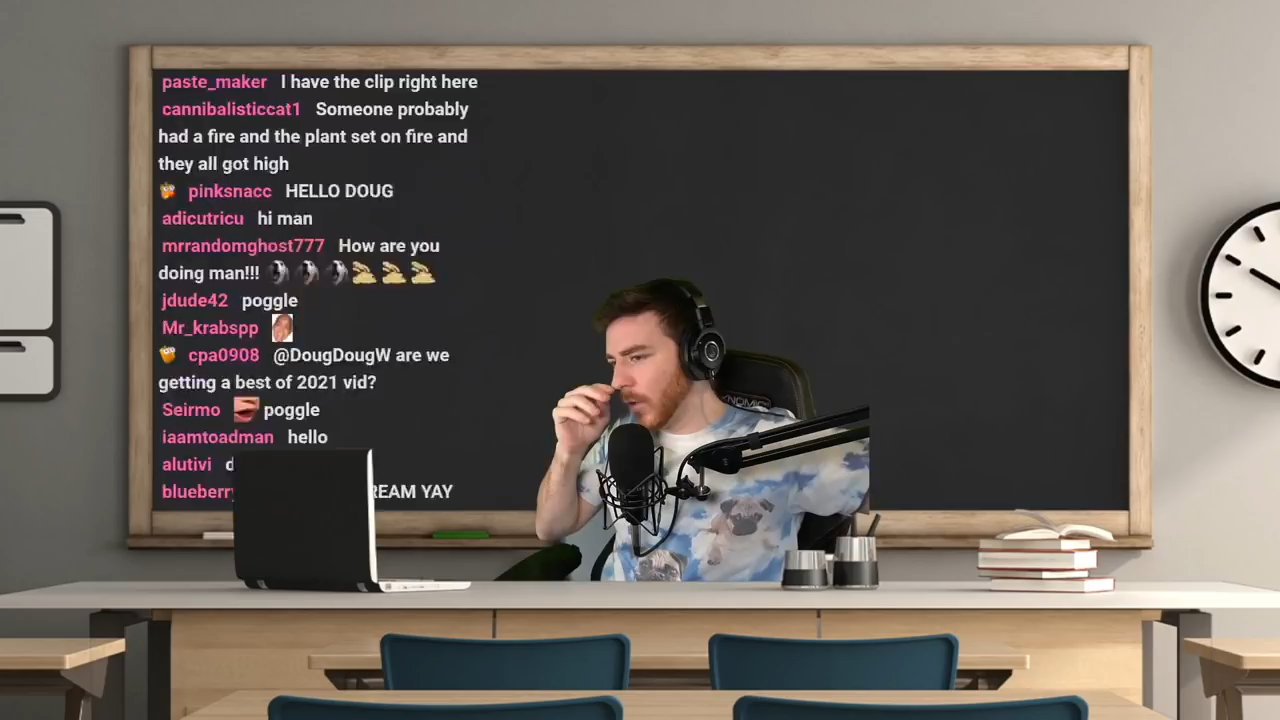 paste_maker I have the clip right here
cannibalisticcat1 Someone probably
had a fire and the plant set on fire and
they all got high
pinksnacc HELLO DOUG
adicutricu hi man
mrrandomghost777 How are you
doing man!!!
jdude42 poggle
Mr_krabspp
cpa0908 @DougDougW are we
getting a best of 2021 vid?
Seirmo poggle
iaamtoadman hello
alutivi
YAY